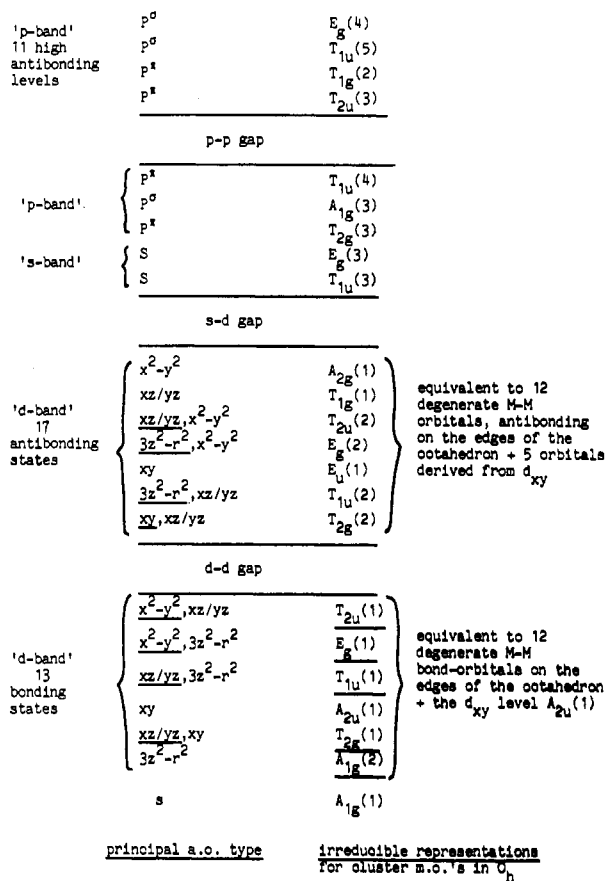 'p-band' 11 high antibonding levels
p^σ E_g(4)
p^σ T_1u(5)
p^π T_1g(2)
p^π T_2u(3)
p-p gap
'p-band'
p^π T_1u(4)
p^σ A_1g(3)
p^π T_2g(3)
's-band'
S E_g(3)
S T_1u(3)
s-d gap
'd-band' 17 antibonding states
x²-y² A_2g(1)
xz/yz T_1g(1)
xz/yz,x²-y² T_2u(2)
3z²-r²,x²-y² E_g(2)
xy E_u(1)
3z²-r²,xz/yz T_1u(2)
xy,xz/yz T_2g(2)
equivalent to 12
degenerate M-M
orbitals, antibonding
on the edges of the
octahedron + 5 orbitals
derived from d_xy
d-d gap
'd-band' 13 bonding states
x²-y²,xz/yz T_2u(1)
x²-y²,3z²-r² E_g(1)
xz/yz,3z²-r² T_1u(1)
xy A_2u(1)
xz/yz,xy T_2g(1)
3z²-r² A_1g(2)
equivalent to 12
degenerate M-M
bond-orbitals on the
edges of the octahedron
+ the d_xy level A_2u(1)
s A_1g(1)
principal a.o. type
irreducible representations
for cluster m.o.'s in O_h